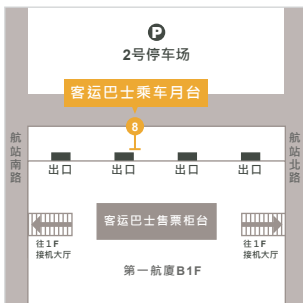 P
2号停车场
客运巴士乘车月台
8
航站南路
航站北路
出口 出口 出口 出口
客运巴士售票柜台
往1F
接机大厅
往1F
接机大厅
第一航廈B1F